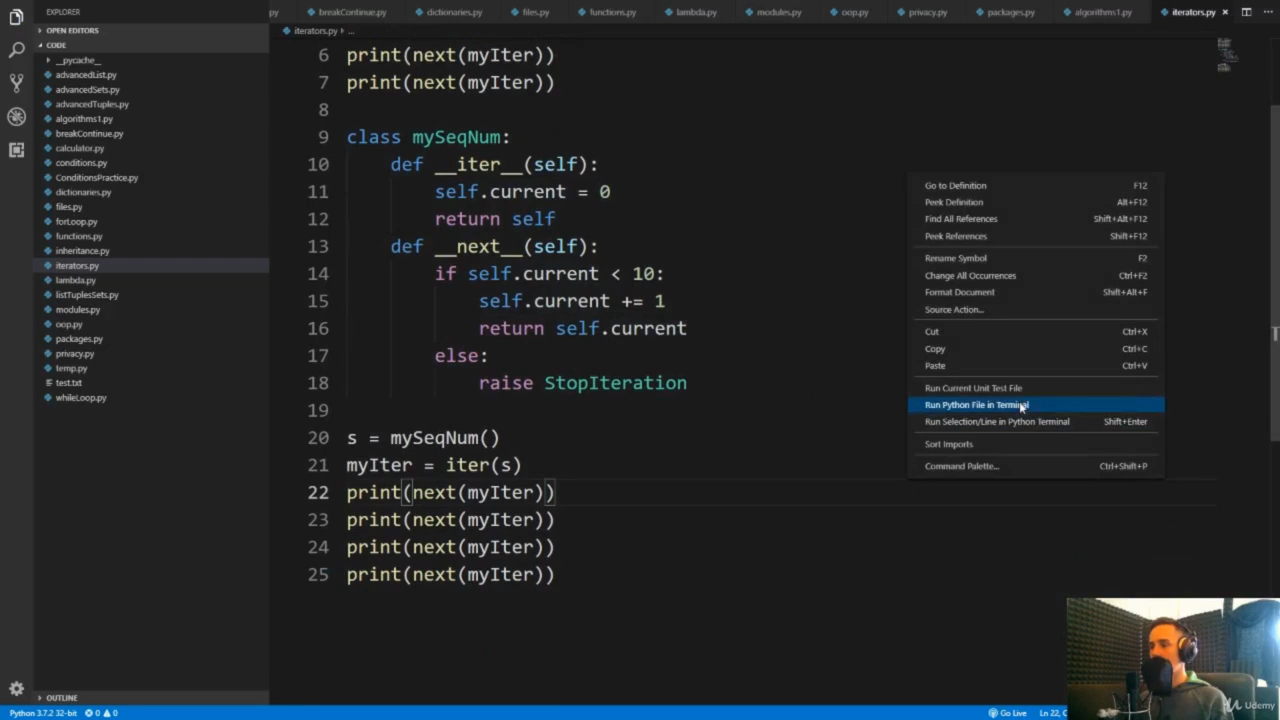 EXPLORER
OPEN EDITORS
CODE
__pycache__
advancedList.py
advancedSets.py
advancedTuples.py
algorithms1.py
breakContinue.py
calculator.py
conditions.py
ConditionsPractice.py
dictionaries.py
files.py
forLoop.py
functions.py
inheritance.py
iterators.py
lambda.py
listTuplesSets.py
modules.py
oop.py
packages.py
privacy.py
temp.py
test.txt
whileLoop.py
OUTLINE
py breakContinue.py dictionaries.py files.py functions.py lambda.py modules.py oop.py privacy.py packages.py algorithms1.py iterators.py ×
iterators.py › ...
6 print(next(myIter))
7 print(next(myIter))
8
9 class mySeqNum:
10 def __iter__(self):
11 self.current = 0
12 return self
13 def __next__(self):
14 if self.current < 10:
15 self.current += 1
16 return self.current
17 else:
18 raise StopIteration
19
20 s = mySeqNum()
21 myIter = iter(s)
22 print(next(myIter))
23 print(next(myIter))
24 print(next(myIter))
25 print(next(myIter))
Go to Definition F12
Peek Definition Alt+F12
Find All References Shift+Alt+F12
Peek References Shift+F12
Rename Symbol F2
Change All Occurrences Ctrl+F2
Format Document Shift+Alt+F
Source Action...
Cut Ctrl+X
Copy Ctrl+C
Paste Ctrl+V
Run Current Unit Test File
Run Python File in Terminal
Run Selection/Line in Python Terminal Shift+Enter
Sort Imports
Command Palette... Ctrl+Shift+P
Python 3.7.2 32-bit 0 0 Go Live Ln 22, C
Udemy